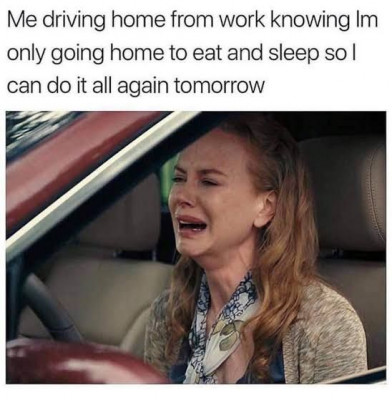 Me driving home from work knowing Im
only going home to eat and sleep so I
can do it all again tomorrow